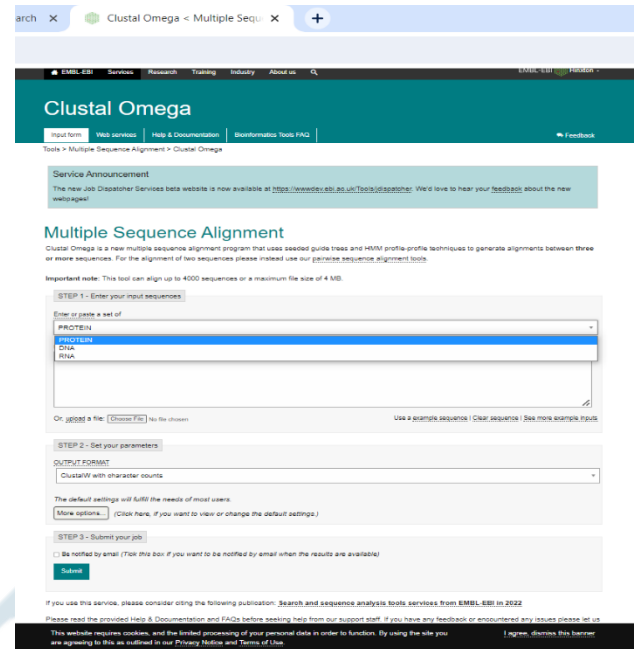 arch × Clustal Omega < Multiple Sequ × +
EMBL-EBI Services Research Training Industry About us EMBL-EBI Hinxton
Clustal Omega
Input form Web services Help & Documentation Bioinformatics Tools FAQ Feedback
Tools > Multiple Sequence Alignment > Clustal Omega
Service Announcement
The new Job Dispatcher Services beta website is now available at https://wwwdev.ebi.ac.uk/Tools/jdispatcher. We'd love to hear your feedback about the new
webpages!
Multiple Sequence Alignment
Clustal Omega is a new multiple sequence alignment program that uses seeded guide trees and HMM profile-profile techniques to generate alignments between three
or more sequences. For the alignment of two sequences please instead use our pairwise sequence alignment tools.
Important note: This tool can align up to 4000 sequences or a maximum file size of 4 MB.
STEP 1 - Enter your input sequences
Enter or paste a set of
PROTEIN
PROTEIN
DNA
RNA
Or, upload a file: Choose File No file chosen Use a example sequence | Clear sequence | See more example inputs
STEP 2 - Set your parameters
OUTPUT FORMAT
ClustalW with character counts
The default settings will fulfill the needs of most users.
More options... (Click here, if you want to view or change the default settings.)
STEP 3 - Submit your job
Be notified by email (Tick this box if you want to be notified by email when the results are available)
Submit
If you use this service, please consider citing the following publication: Search and sequence analysis tools services from EMBL-EBI in 2022
Please read the provided Help & Documentation and FAQs before seeking help from our support staff. If you have any feedback or encountered any issues please let us
This website requires cookies, and the limited processing of your personal data in order to function. By using the site you I agree, dismiss this banner
are agreeing to this as outlined in our Privacy Notice and Terms of Use.